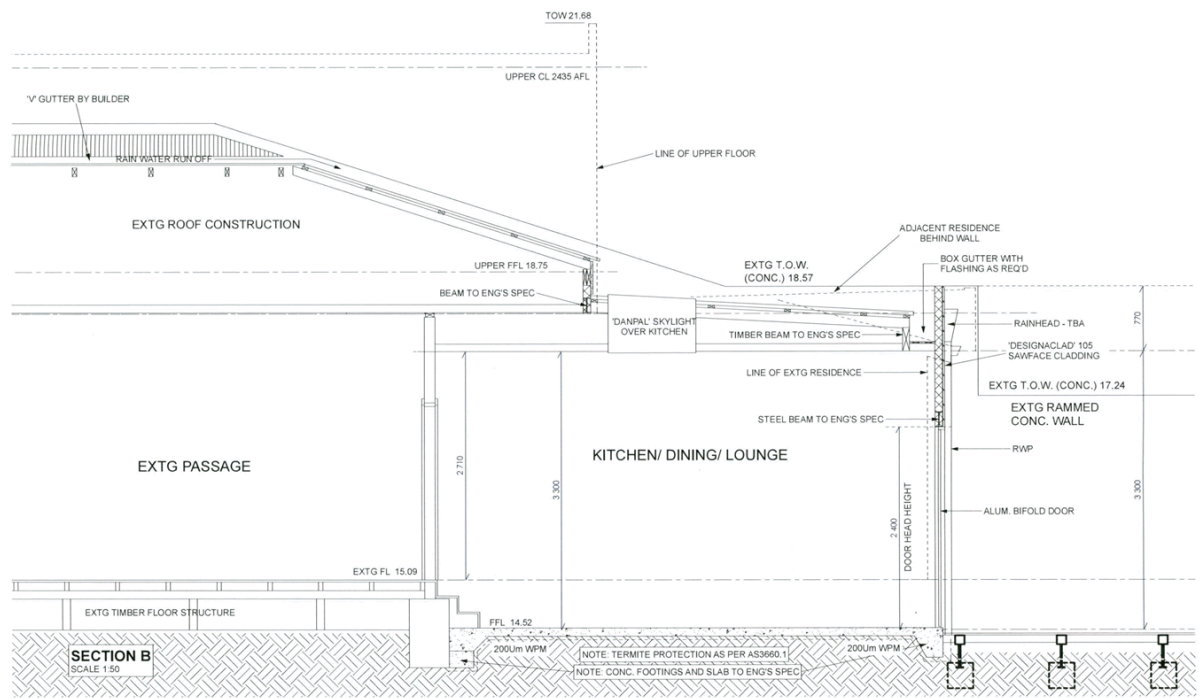 TOW 21.68
UPPER CL 2435 AFL
'V' GUTTER BY BUILDER
RAIN WATER RUN OFF
LINE OF UPPER FLOOR
EXTG ROOF CONSTRUCTION
ADJACENT RESIDENCE
BEHIND WALL
UPPER FFL 18.75
EXTG T.O.W.
(CONC.) 18.57
BOX GUTTER WITH
FLASHING AS REQ'D
BEAM TO ENG'S SPEC
'DANPAL' SKYLIGHT
OVER KITCHEN
TIMBER BEAM TO ENG'S SPEC
RAINHEAD - TBA
770
'DESIGNACLAD' 105
SAWFACE CLADDING
LINE OF EXTG RESIDENCE
EXTG T.O.W. (CONC.) 17.24
EXTG RAMMED
CONC. WALL
STEEL BEAM TO ENG'S SPEC
RWP
EXTG PASSAGE
KITCHEN/ DINING/ LOUNGE
2 710
3 300
2 400
DOOR HEAD HEIGHT
3 300
ALUM. BIFOLD DOOR
EXTG FL 15.09
EXTG TIMBER FLOOR STRUCTURE
FFL 14.52
200Um WPM
NOTE: TERMITE PROTECTION AS PER AS3660.1
200Um WPM
NOTE: CONC. FOOTINGS AND SLAB TO ENG'S SPEC
SECTION B
SCALE 1:50